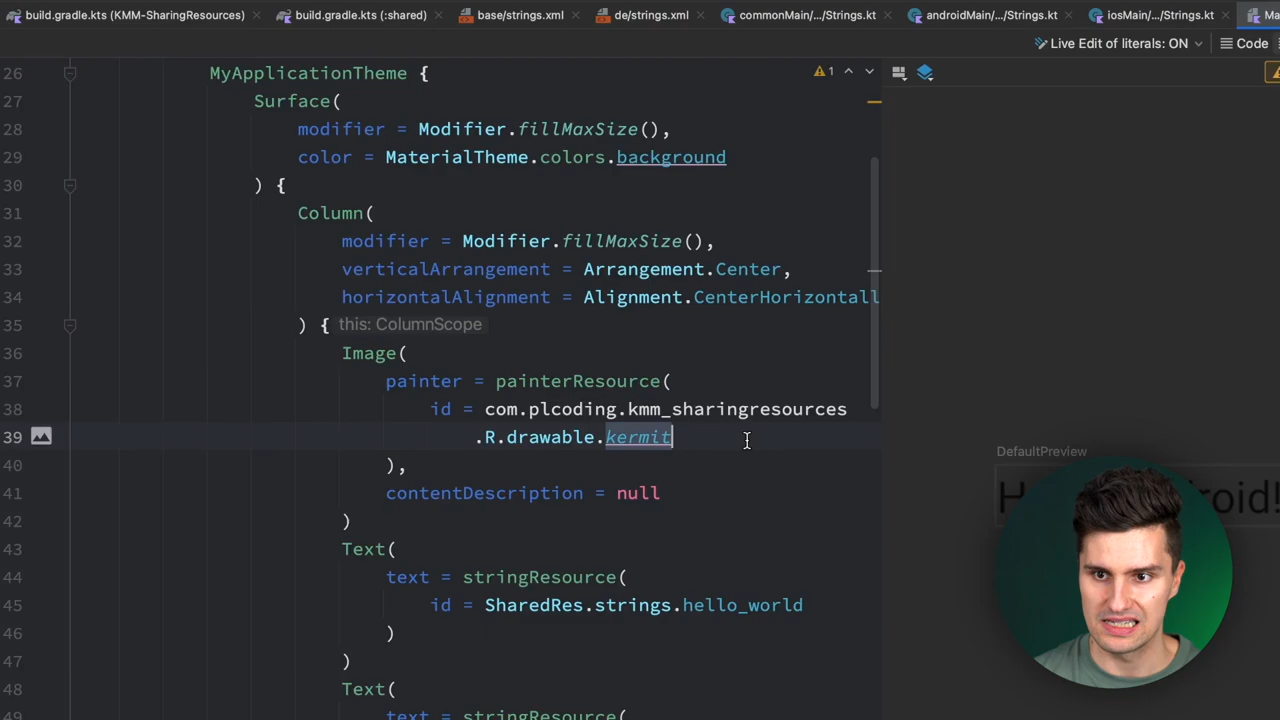 build.gradle.kts (KMM-SharingResources) build.gradle.kts (:shared) base/strings.xml de/strings.xml commonMain/.../Strings.kt androidMain/.../Strings.kt iosMain/.../Strings.kt Ma
Live Edit of literals: ON Code
26 MyApplicationTheme { 1
27 Surface(
28 modifier = Modifier.fillMaxSize(),
29 color = MaterialTheme.colors.background
30 ) {
31 Column(
32 modifier = Modifier.fillMaxSize(),
33 verticalArrangement = Arrangement.Center,
34 horizontalAlignment = Alignment.CenterHorizontall
35 ) { this: ColumnScope
36 Image(
37 painter = painterResource(
38 id = com.plcoding.kmm_sharingresources
39 .R.drawable.kermit
40 ),
41 contentDescription = null
42 )
43 Text(
44 text = stringResource(
45 id = SharedRes.strings.hello_world
46 )
47 )
48 Text(
49 text = stringResource(
DefaultPreview